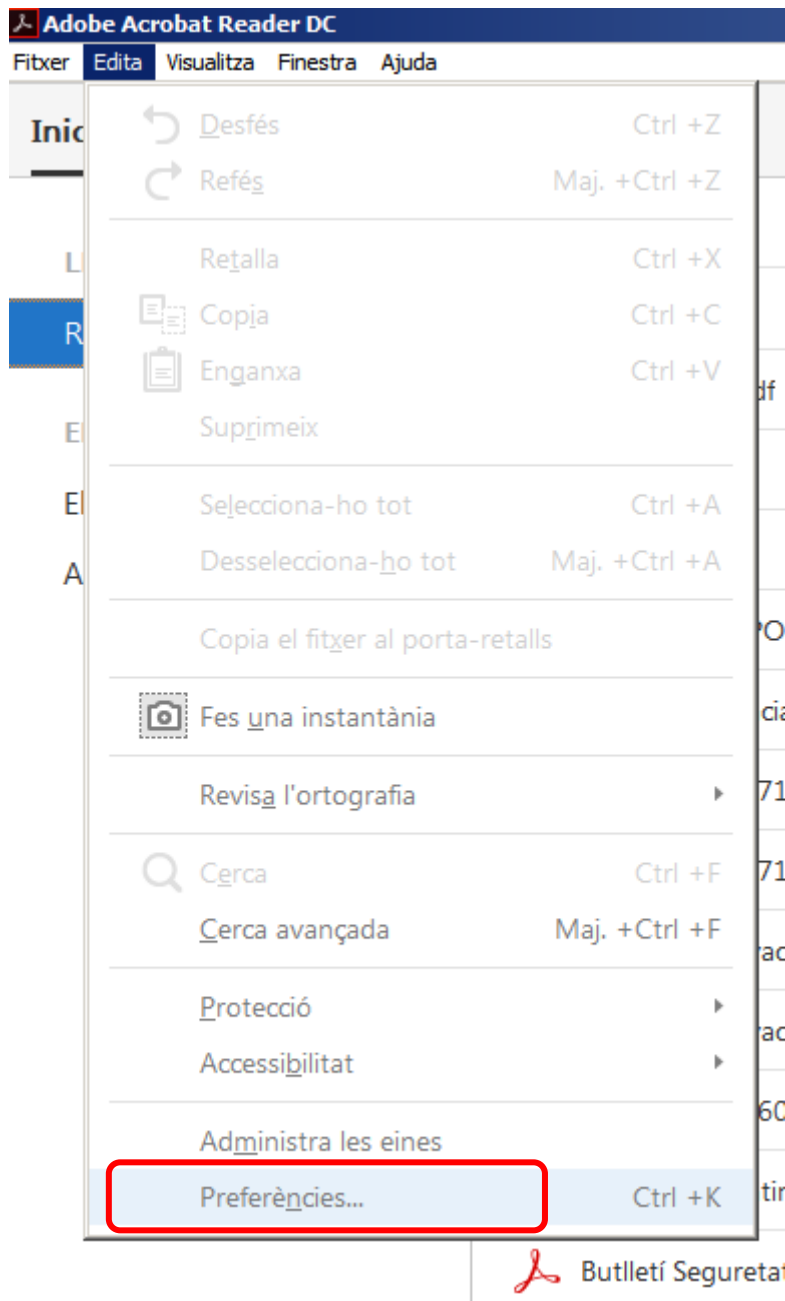 Adobe Acrobat Reader DC
Fitxer Edita Visualitza Finestra Ajuda
Desfés Ctrl +Z
Refés Maj. +Ctrl +Z
Retalla Ctrl +X
Copia Ctrl +C
Enganxa Ctrl +V
Suprimeix
Selecciona-ho tot Ctrl +A
Desselecciona-ho tot Maj. +Ctrl +A
Copia el fitxer al porta-retalls
Fes una instantània
Revisa l'ortografia
Cerca Ctrl +F
Cerca avançada Maj. +Ctrl +F
Protecció
Accessibilitat
Administra les eines
Preferències... Ctrl +K
Butlletí